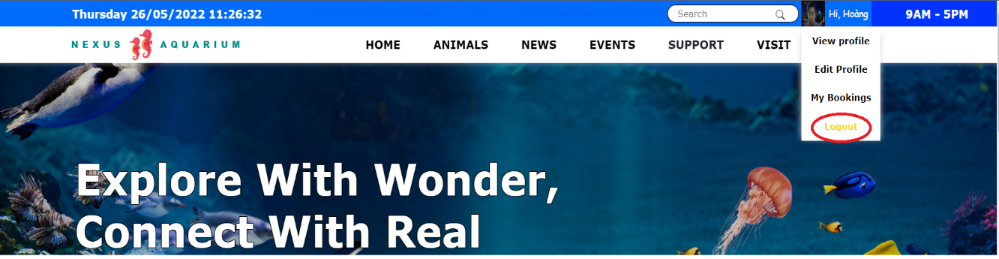 Thursday 26/05/2022 11:26:32
Search
Hi, Hoàng
9AM - 5PM
NEXUS AQUARIUM
HOME ANIMALS NEWS EVENTS SUPPORT VISIT
View profile
Edit Profile
My Bookings
Logout
Explore With Wonder,
Connect With Real